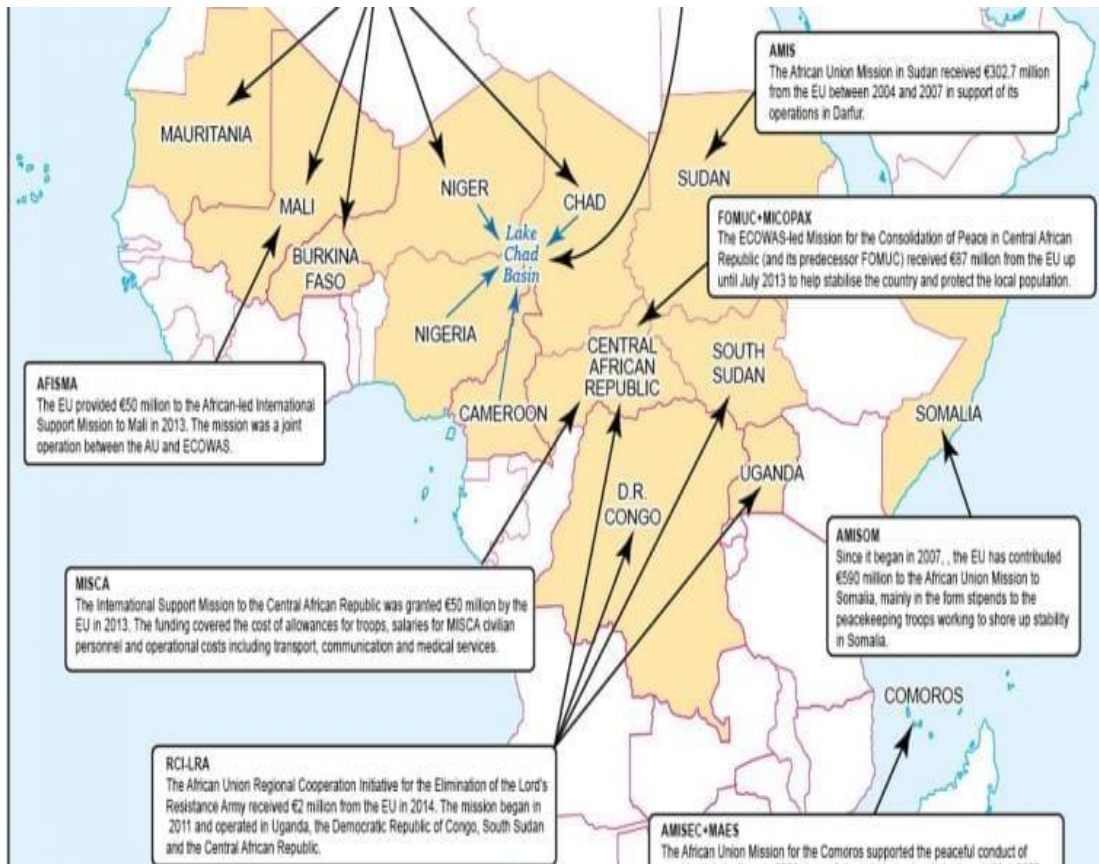 AMIS
The African Union Mission in Sudan received €302.7 million
from the EU between 2004 and 2007 in support of its
operations in Darfur.
MAURITANIA
MALI
NIGER
CHAD
SUDAN
Lake
Chad
Basin
BURKINA
FASO
NIGERIA
FOMUC+MICOPAX
The ECOWAS-led Mission for the Consolidation of Peace in Central African
Republic (and its predecessor FOMUC) received €87 million from the EU up
until July 2013 to help stabilise the country and protect the local population.
CENTRAL
AFRICAN
REPUBLIC
SOUTH
SUDAN
AFISMA
The EU provided €50 million to the African-led International
Support Mission to Mali in 2013. The mission was a joint
operation between the AU and ECOWAS.
CAMEROON
SOMALIA
UGANDA
D.R.
CONGO
AMISOM
Since it began in 2007, , the EU has contributed
€590 million to the African Union Mission to
Somalia, mainly in the form stipends to the
peacekeeping troops working to shore up stability
in Somalia.
MISCA
The International Support Mission to the Central African Republic was granted €50 million by the
EU in 2013. The funding covered the cost of allowances for troops, salaries for MISCA civilian
personnel and operational costs including transport, communication and medical services.
COMOROS
RCI-LRA
The African Union Regional Cooperation Initiative for the Elimination of the Lord's
Resistance Army received €2 million from the EU in 2014. The mission began in
2011 and operated in Uganda, the Democratic Republic of Congo, South Sudan
and the Central African Republic.
AMISEC+MAES
The African Union Mission for the Comoros supported the peaceful conduct of